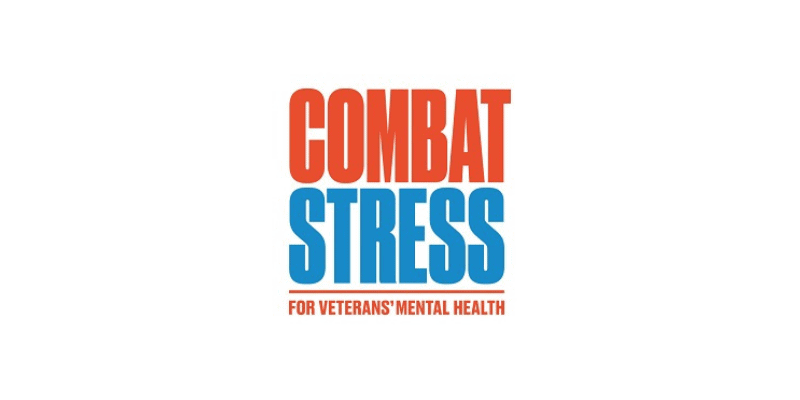 COMBAT
STRESS
FOR VETERANS' MENTAL HEALTH